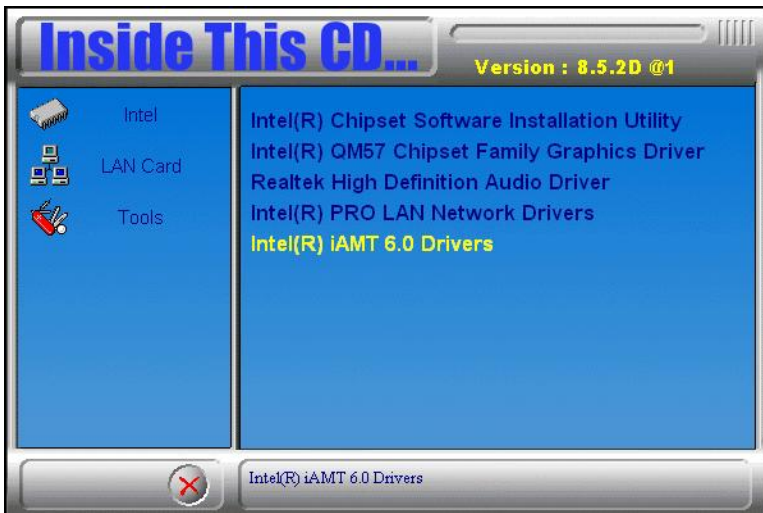 Inside This CD...
Version : 8.5.2D @1
Intel
LAN Card
Tools
Intel(R) Chipset Software Installation Utility
Intel(R) QM57 Chipset Family Graphics Driver
Realtek High Definition Audio Driver
Intel(R) PRO LAN Network Drivers
Intel(R) iAMT 6.0 Drivers
Intel(R) iAMT 6.0 Drivers